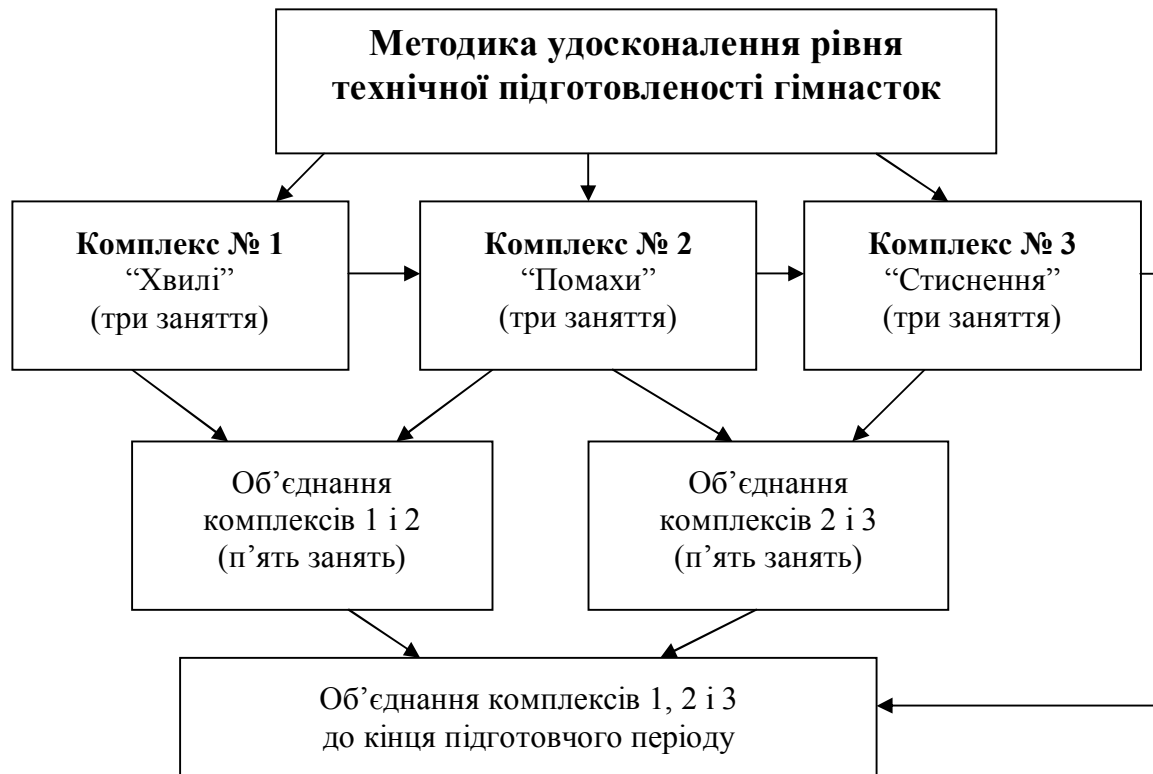 Методика удосконалення рівня
технічної підготовленості гімнасток
Комплекс № 1
“Хвилі”
(три заняття)
Комплекс № 2
“Помахи”
(три заняття)
Комплекс № 3
“Стиснення”
(три заняття)
Об’єднання
комплексів 1 і 2
(п’ять занять)
Об’єднання
комплексів 2 і 3
(п’ять занять)
Об’єднання комплексів 1, 2 і 3
до кінця підготовчого періоду